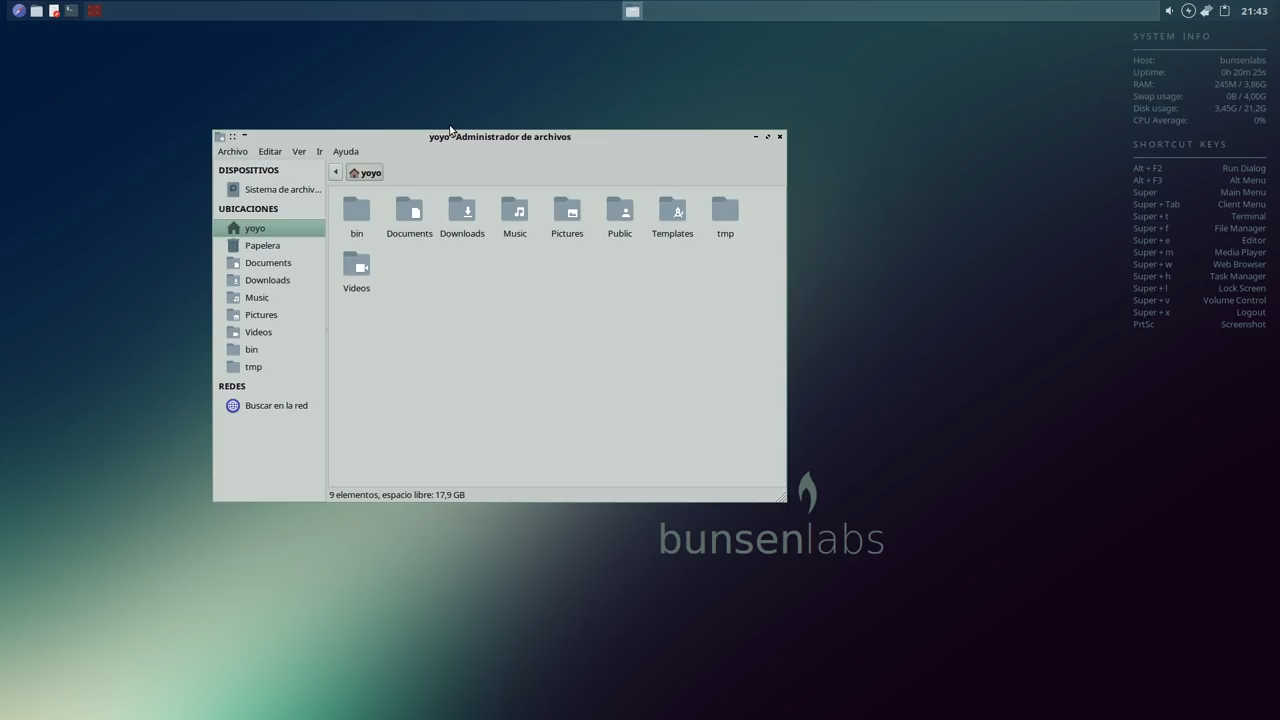 21:43
SYSTEM INFO
Host: bunsenlabs
Uptime: 0h 20m 25s
RAM: 245M / 3,86G
Swap usage: 0B / 4,00G
Disk usage: 3,45G / 21,2G
CPU Average: 0%
SHORTCUT KEYS
Alt + F2 Run Dialog
Alt + F3 Alt Menu
Super Main Menu
Super + Tab Client Menu
Super + t Terminal
Super + f File Manager
Super + e Editor
Super + m Media Player
Super + w Web Browser
Super + h Task Manager
Super + l Lock Screen
Super + v Volume Control
Super + x Logout
PrtSc Screenshot
yoyo - Administrador de archivos
Archivo Editar Ver Ir Ayuda
DISPOSITIVOS
Sistema de archiv...
UBICACIONES
yoyo
Papelera
Documents
Downloads
Music
Pictures
Videos
bin
tmp
REDES
Buscar en la red
yoyo
bin Documents Downloads Music Pictures Public Templates tmp
Videos
9 elementos, espacio libre: 17,9 GB
bunsenlabs